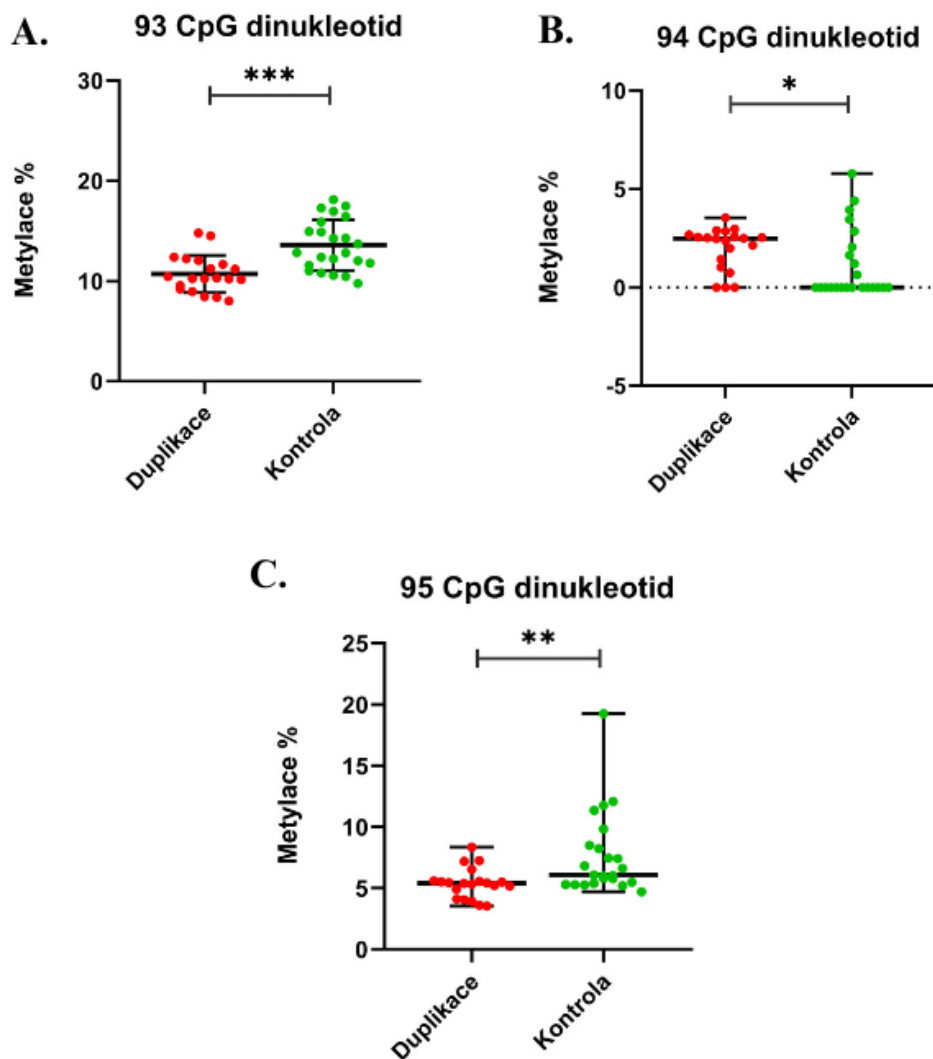 A.
93 CpG dinukleotid
***
Metylace %
30
20
10
0
Duplikace
Kontrola
B.
94 CpG dinukleotid
*
Metylace %
10
5
0
-5
Duplikace
Kontrola
C.
95 CpG dinukleotid
**
Metylace %
25
20
15
10
5
0
Duplikace
Kontrola